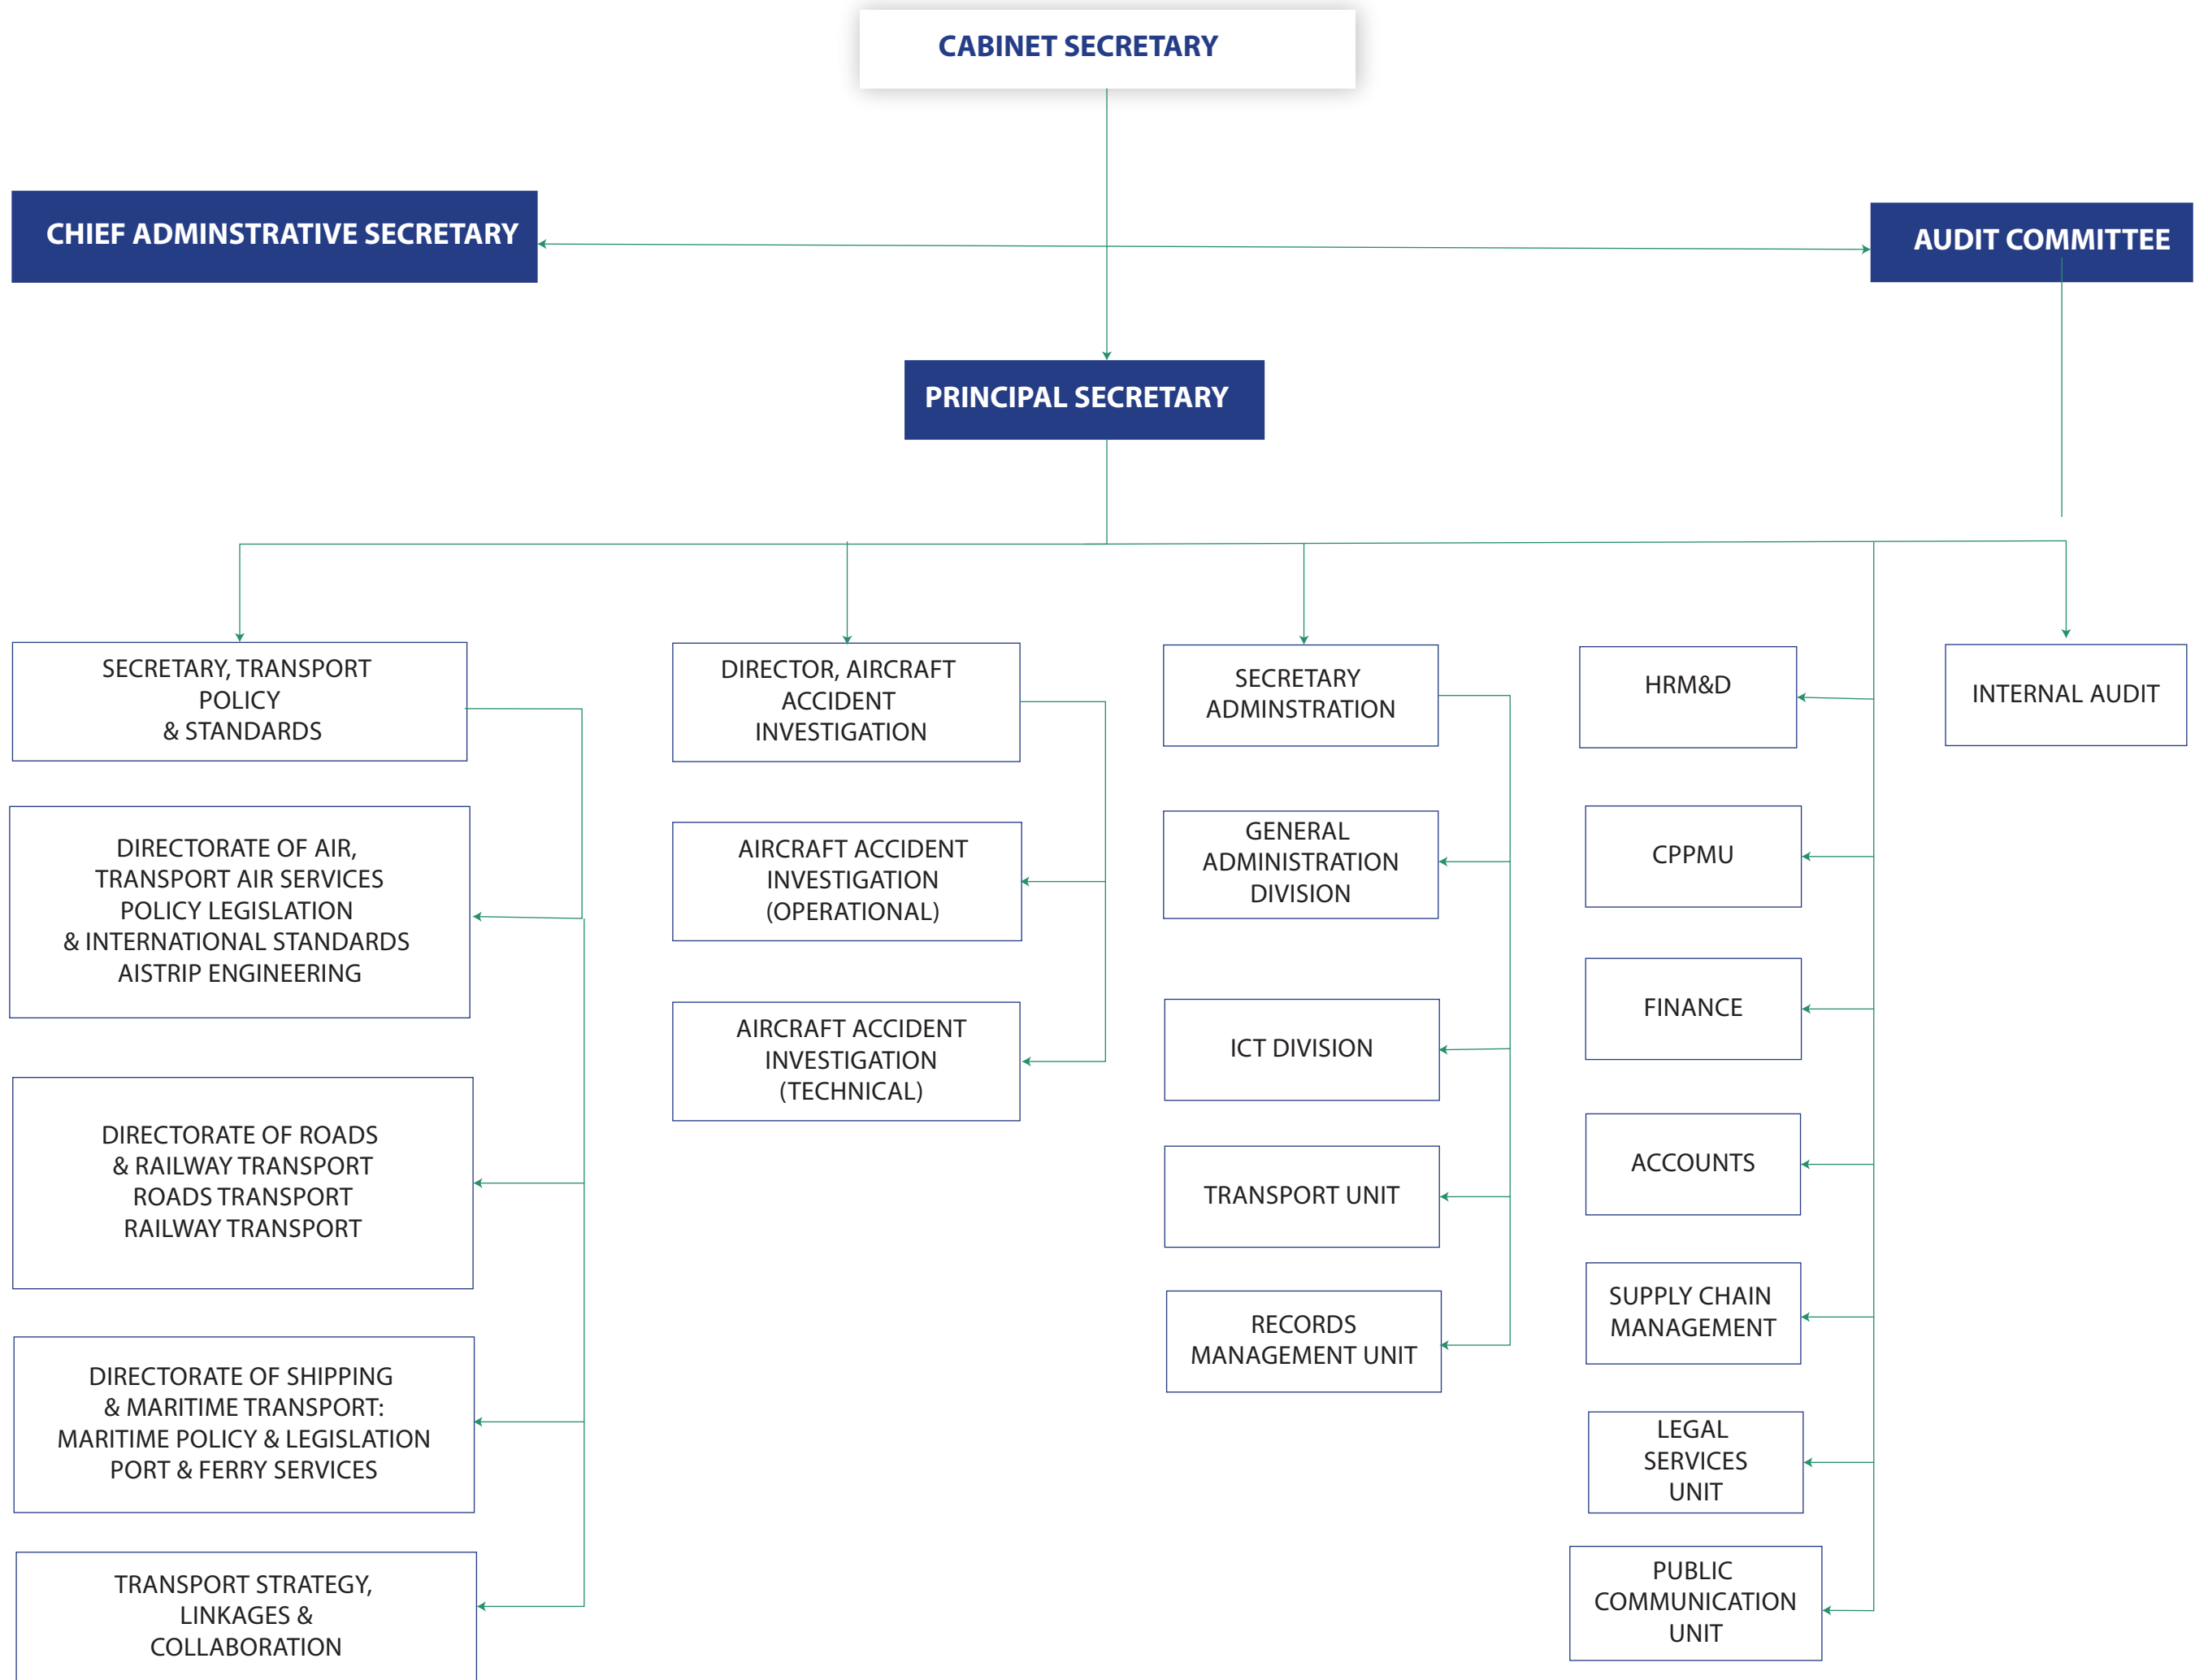 CABINET SECRETARY
CHIEF ADMINSTRATIVE SECRETARY
AUDIT COMMITTEE
PRINCIPAL SECRETARY
SECRETARY, TRANSPORT
POLICY
& STANDARDS
DIRECTORATE OF AIR,
TRANSPORT AIR SERVICES
POLICY LEGISLATION
& INTERNATIONAL STANDARDS
AISTRIP ENGINEERING
DIRECTORATE OF ROADS
& RAILWAY TRANSPORT
ROADS TRANSPORT
RAILWAY TRANSPORT
DIRECTORATE OF SHIPPING
& MARITIME TRANSPORT:
MARITIME POLICY & LEGISLATION
PORT & FERRY SERVICES
TRANSPORT STRATEGY,
LINKAGES &
COLLABORATION
DIRECTOR, AIRCRAFT
ACCIDENT
INVESTIGATION
AIRCRAFT ACCIDENT
INVESTIGATION
(OPERATIONAL)
AIRCRAFT ACCIDENT
INVESTIGATION
(TECHNICAL)
SECRETARY
ADMINSTRATION
GENERAL
ADMINISTRATION
DIVISION
ICT DIVISION
TRANSPORT UNIT
RECORDS
MANAGEMENT UNIT
HRM&D
CPPMU
FINANCE
ACCOUNTS
SUPPLY CHAIN
MANAGEMENT
LEGAL
SERVICES
UNIT
PUBLIC
COMMUNICATION
UNIT
INTERNAL AUDIT